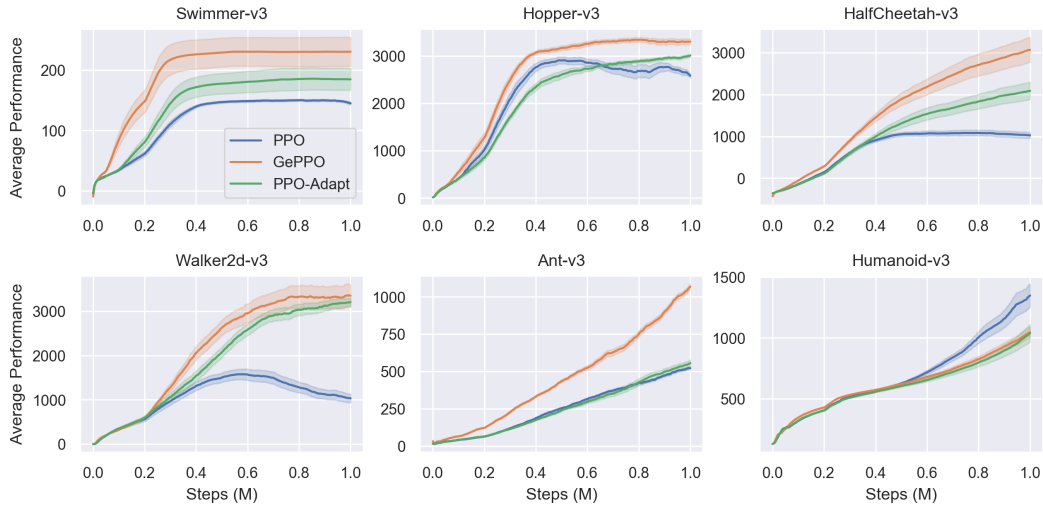 Swimmer-v3
Hopper-v3
HalfCheetah-v3
Average Performance
200
100
0
0.0 0.2 0.4 0.6 0.8 1.0
PPO
GePPO
PPO-Adapt
3000
2000
1000
0
0.0 0.2 0.4 0.6 0.8 1.0
3000
2000
1000
0
0.0 0.2 0.4 0.6 0.8 1.0
Walker2d-v3
Ant-v3
Humanoid-v3
Average Performance
3000
2000
1000
0
0.0 0.2 0.4 0.6 0.8 1.0
Steps (M)
1000
750
500
250
0
0.0 0.2 0.4 0.6 0.8 1.0
Steps (M)
1500
1000
500
0.0 0.2 0.4 0.6 0.8 1.0
Steps (M)